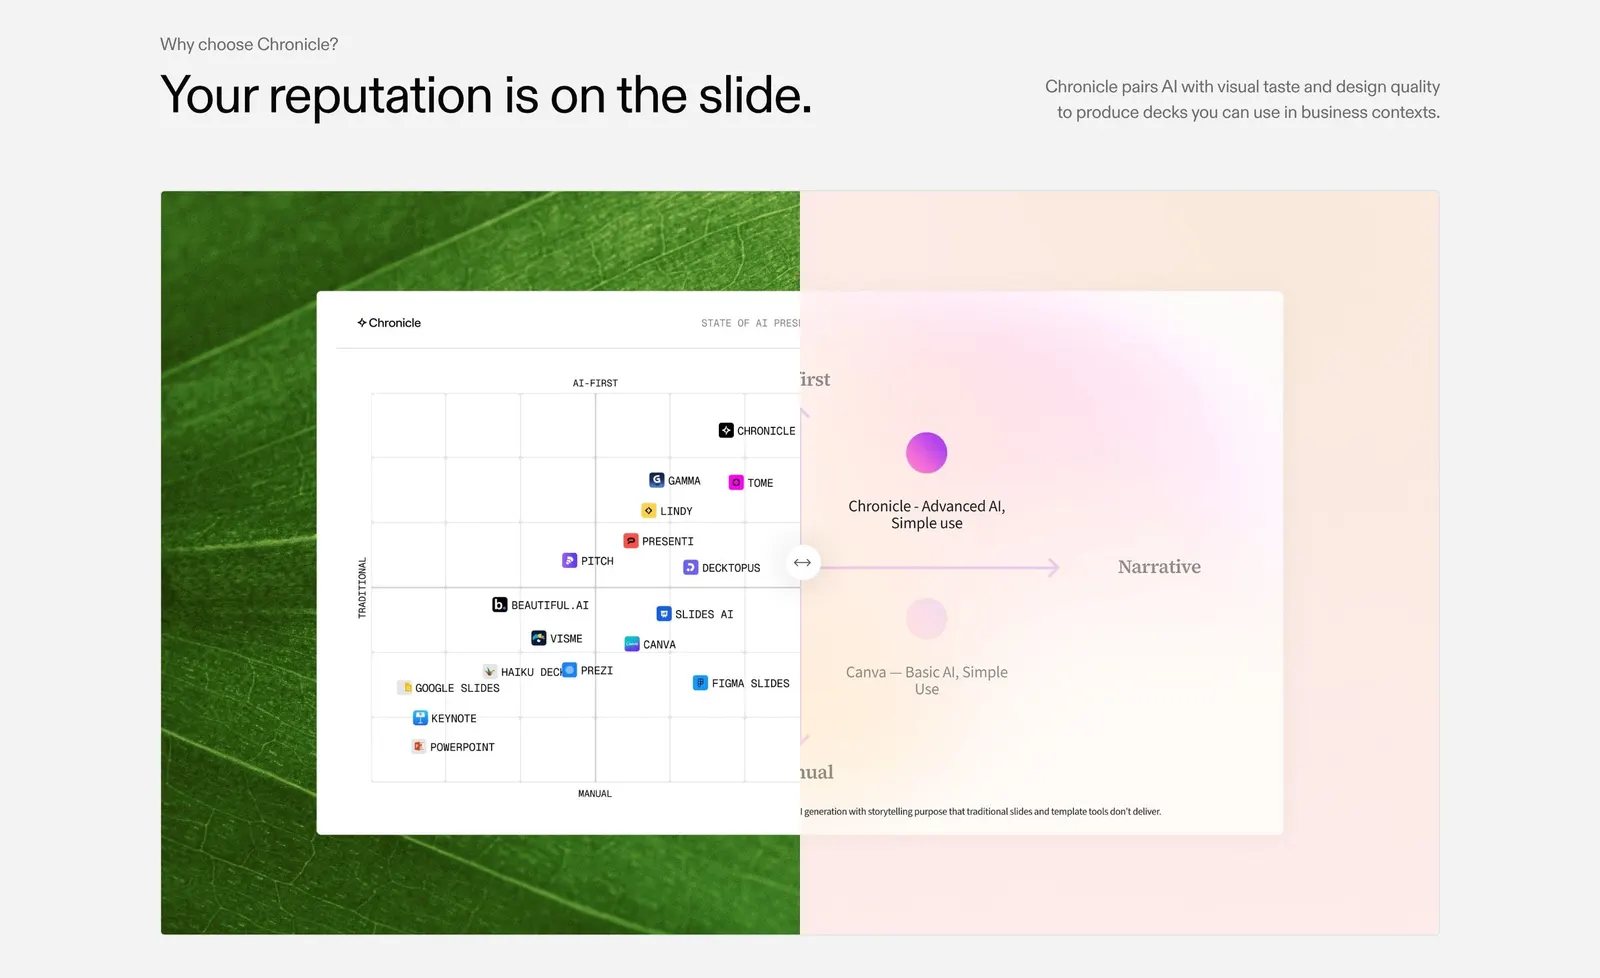 Why choose Chronicle?
Your reputation is on the slide.
Chronicle pairs AI with visual taste and design quality
to produce decks you can use in business contexts.
Chronicle
STATE OF AI PRES
AI-FIRST
CHRONICLE
GAMMA
TOME
LINDY
PRESENTI
PITCH
DECKTOPUS
TRADITIONAL
BEAUTIFUL.AI
SLIDES AI
VISME
CANVA
HAIKU DECK
PREZI
GOOGLE SLIDES
FIGMA SLIDES
KEYNOTE
POWERPOINT
MANUAL
irst
Chronicle - Advanced AI,
Simple use
Narrative
Canva — Basic AI, Simple
Use
nual
generation with storytelling purpose that traditional slides and template tools don't deliver.